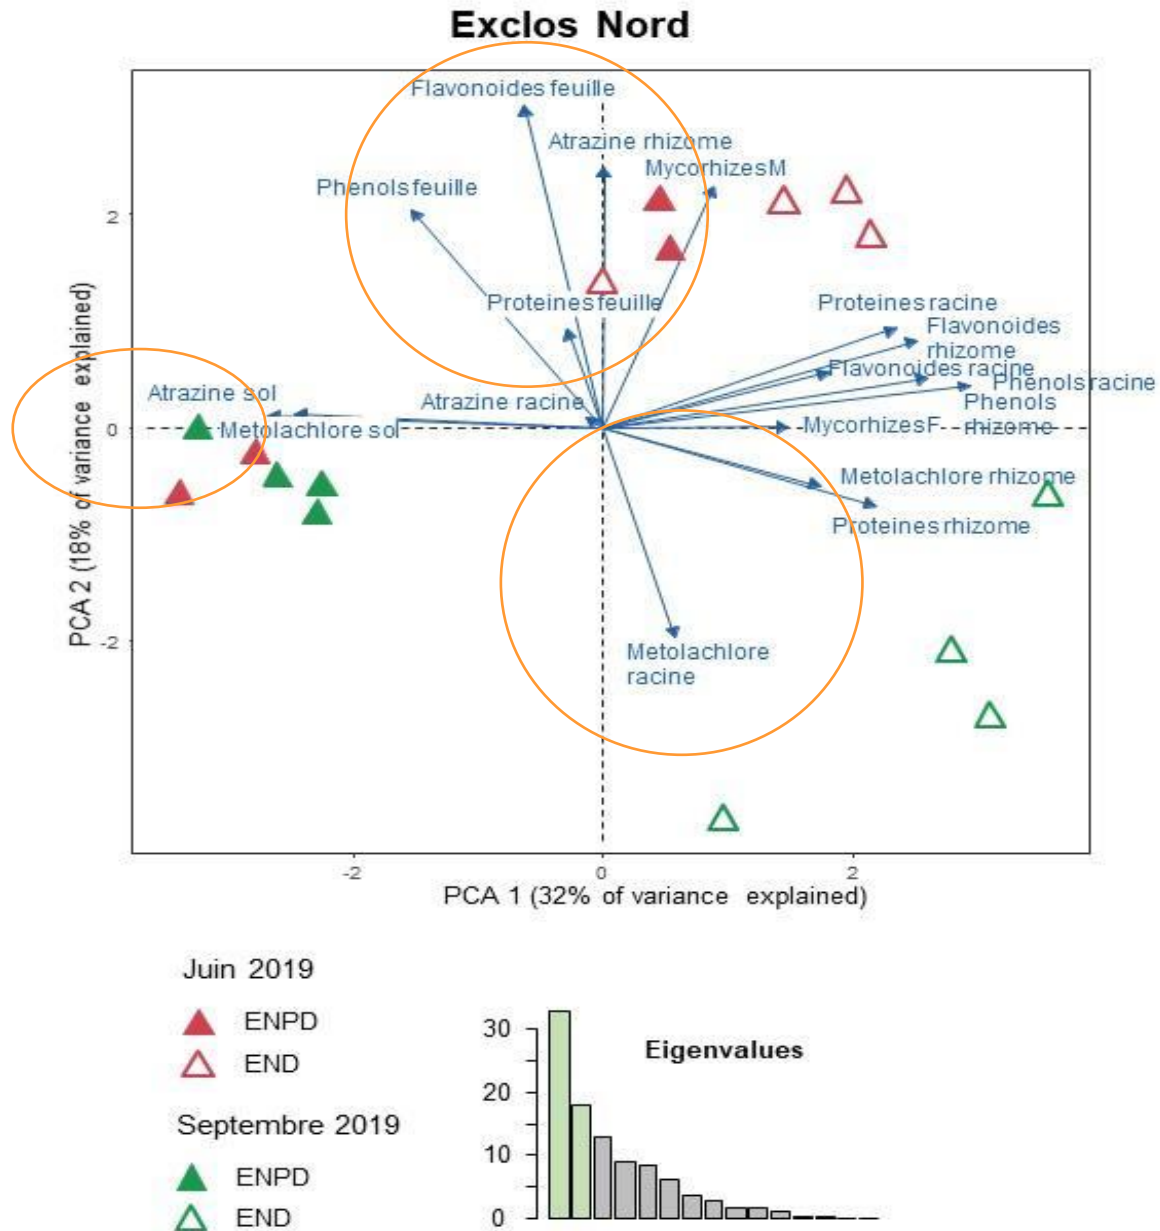 Exclos Nord
Flavonoides feuille
Atrazine rhizome
MycorhizesM
Phenols feuille
2
Proteines feuille
Proteines racine
Flavonoides
rhizome
Flavonoides racine
Phenols racine
Atrazine sol
Atrazine racine
Phenols
rhizome
0
Metolachlore sol
MycorhizesF
Metolachlore rhizome
Proteines rhizome
-2
Metolachlore
racine
PCA 2 (18% of variance explained)
-2
0
2
PCA 1 (32% of variance explained)
Juin 2019
ENPD
END
Septembre 2019
ENPD
END
Eigenvalues
30
20
10
0